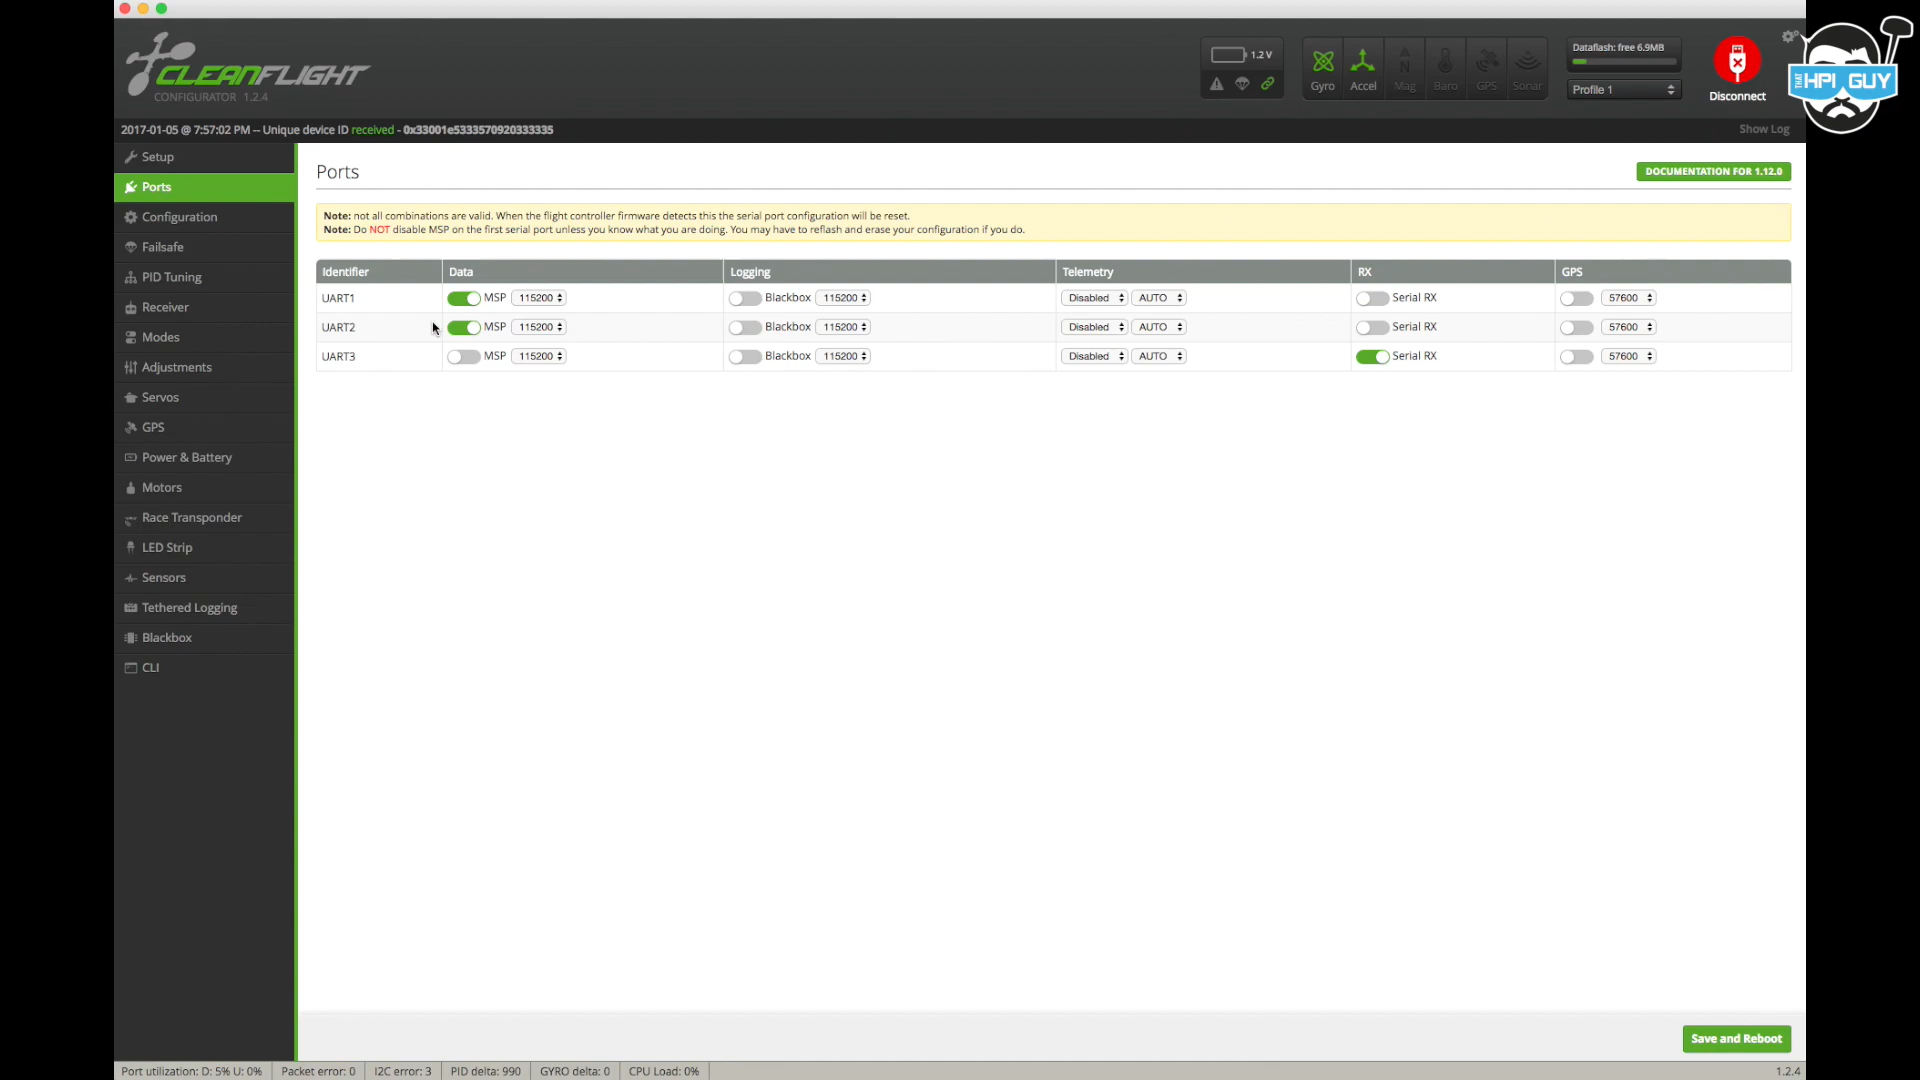 CLEANFLIGHT
CONFIGURATOR 1.2.4
1.2 V
Gyro
Accel
Mag
Baro
GPS
Sonar
Dataflash: free 6.9MB
Profile 1
Disconnect
THAT HPI GUY
2017-01-05 @ 7:57:02 PM -- Unique device ID received - 0x33001e5333570920333335
Show Log
Setup
Ports
Configuration
Failsafe
PID Tuning
Receiver
Modes
Adjustments
Servos
GPS
Power & Battery
Motors
Race Transponder
LED Strip
Sensors
Tethered Logging
Blackbox
CLI
Ports
DOCUMENTATION FOR 1.12.0
Note: not all combinations are valid. When the flight controller firmware detects this the serial port configuration will be reset.
Note: Do NOT disable MSP on the first serial port unless you know what you are doing. You may have to reflash and erase your configuration if you do.
Identifier Data Logging Telemetry RX GPS
UART1 MSP 115200 Blackbox 115200 Disabled AUTO Serial RX 57600
UART2 MSP 115200 Blackbox 115200 Disabled AUTO Serial RX 57600
UART3 MSP 115200 Blackbox 115200 Disabled AUTO Serial RX 57600
Save and Reboot
Port utilization: D: 5% U: 0% Packet error: 0 I2C error: 3 PID delta: 990 GYRO delta: 0 CPU Load: 0% 1.2.4